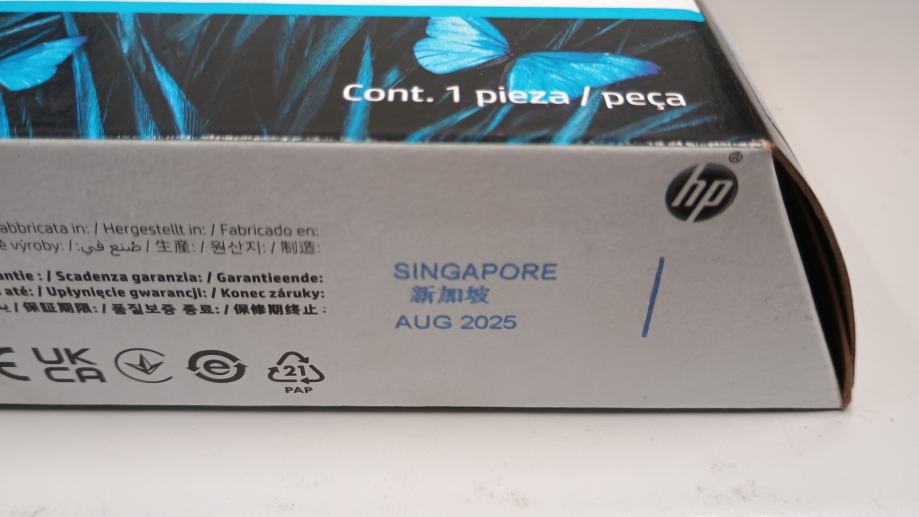 Cont. 1 pieza / peça
hp
®
abbricata in: / Hergestellt in: / Fabricado en:
é výroby: / صنع في: / 生産: / 원산지: / 制造:
antie : / Scadenza garanzia: / Garantieende:
até: / Upłynięcie gwarancji: / Konec záruky:
/ 保証期限: / 품질보증 종료: / 保修期终止 :
SINGAPORE
新加坡
AUG 2025
UK
CA
e
21
PAP